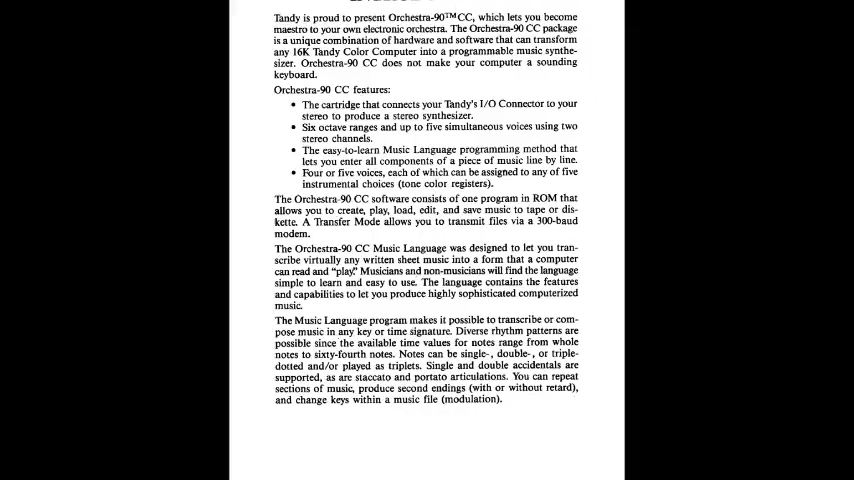 Tandy is proud to present Orchestra-90™CC, which lets you become
maestro to your own electronic orchestra. The Orchestra-90 CC package
is a unique combination of hardware and software that can transform
any 16K Tandy Color Computer into a programmable music synthe-
sizer. Orchestra-90 CC does not make your computer a sounding
keyboard.
Orchestra-90 CC features:
• The cartridge that connects your Tandy's I/O Connector to your
stereo to produce a stereo synthesizer.
• Six octave ranges and up to five simultaneous voices using two
stereo channels.
• The easy-to-learn Music Language programming method that
lets you enter all components of a piece of music line by line.
• Four or five voices, each of which can be assigned to any of five
instrumental choices (tone color registers).
The Orchestra-90 CC software consists of one program in ROM that
allows you to create, play, load, edit, and save music to tape or dis-
kette. A Transfer Mode allows you to transmit files via a 300-baud
modem.
The Orchestra-90 CC Music Language was designed to let you tran-
scribe virtually any written sheet music into a form that a computer
can read and "play." Musicians and non-musicians will find the language
simple to learn and easy to use. The language contains the features
and capabilities to let you produce highly sophisticated computerized
music.
The Music Language program makes it possible to transcribe or com-
pose music in any key or time signature. Diverse rhythm patterns are
possible since the available time values for notes range from whole
notes to sixty-fourth notes. Notes can be single-, double-, or triple-
dotted and/or played as triplets. Single and double accidentals are
supported, as are staccato and portato articulations. You can repeat
sections of music, produce second endings (with or without retard),
and change keys within a music file (modulation).